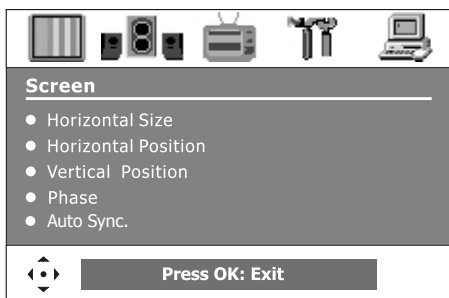 Screen
Horizontal Size
Horizontal Position
Vertical Position
Phase
Auto Sync.
Press OK: Exit